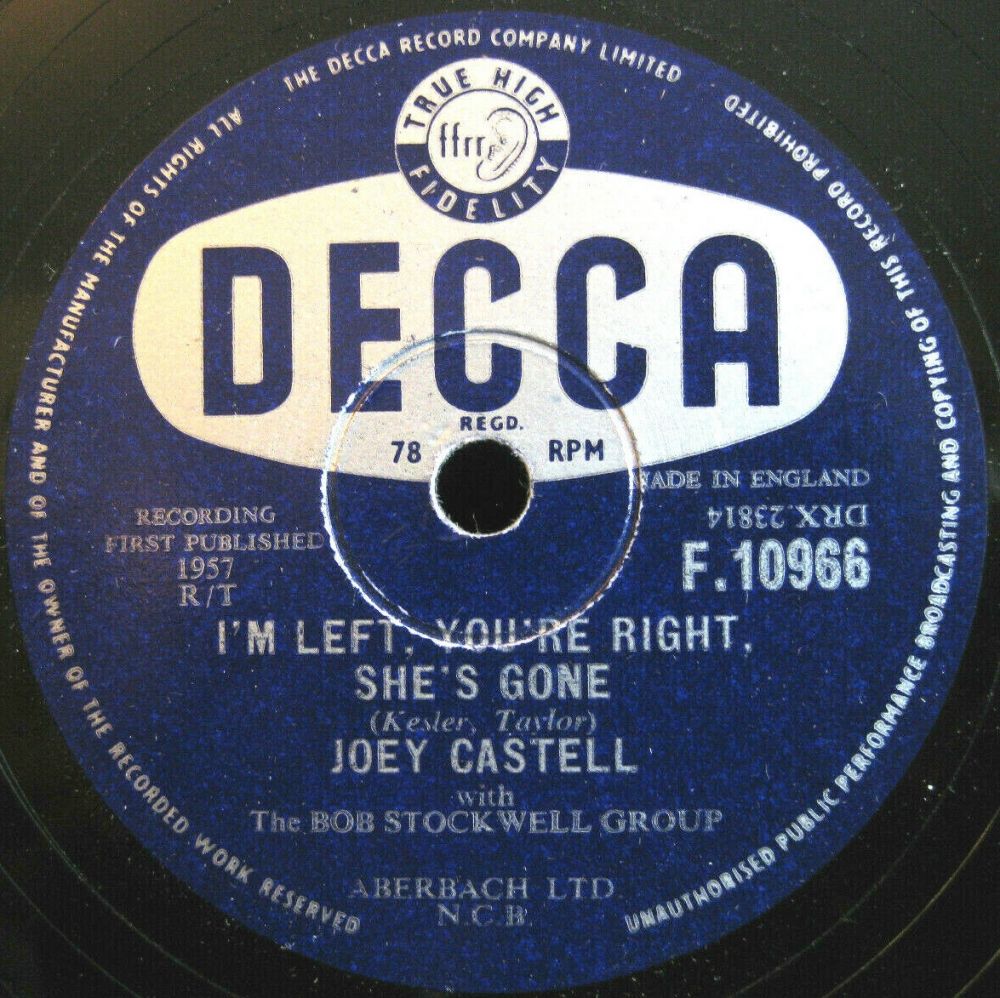 ALL RIGHTS OF THE MANUFACTURER AND OF THE OWNER OF THE RECORDED WORK RESERVED
THE DECCA RECORD COMPANY LIMITED
UNAUTHORISED PUBLIC PERFORMANCE BROADCASTING AND COPYING OF THIS RECORD PROHIBITED
TRUE HIGH
ffrr
FIDELITY
DECCA
REGD.
78 RPM
MADE IN ENGLAND
DRX.23814
F.10966
RECORDING
FIRST PUBLISHED
1957
R/T
I'M LEFT, YOU'RE RIGHT,
SHE'S GONE
(Kesler, Taylor)
JOEY CASTELL
with
The BOB STOCKWELL GROUP
ABERBACH LTD.
N.C.B.